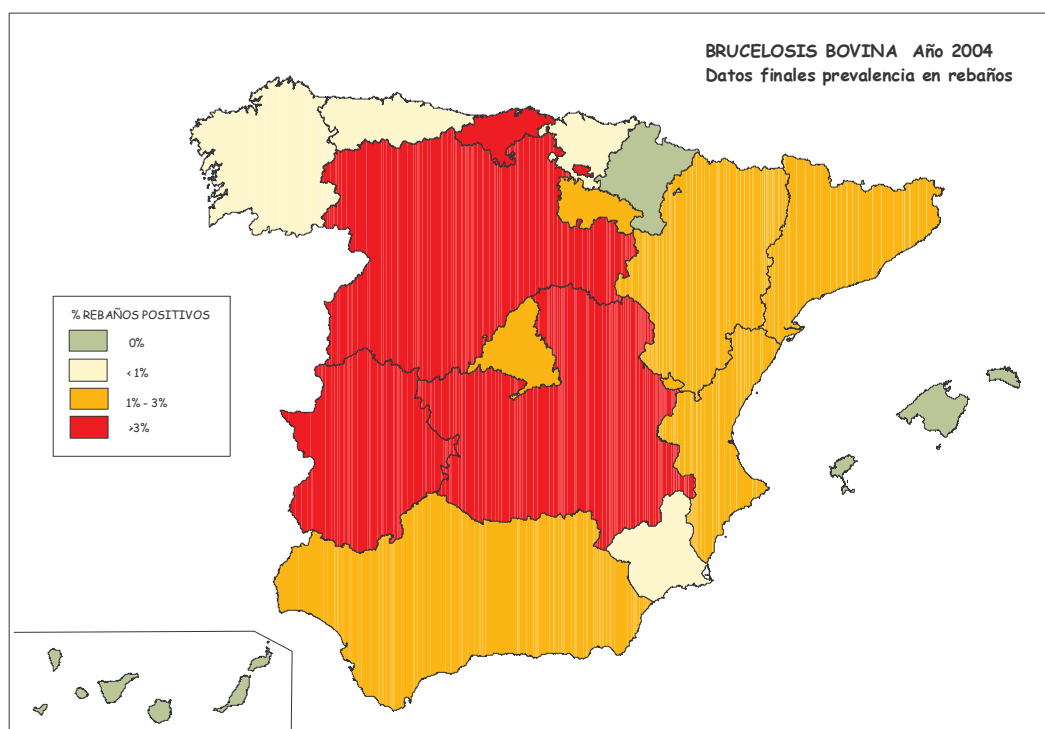 BRUCELOSIS BOVINA Año 2004
Datos finales prevalencia en rebaños
% REBAÑOS POSITIVOS
0%
< 1%
1% - 3%
>3%